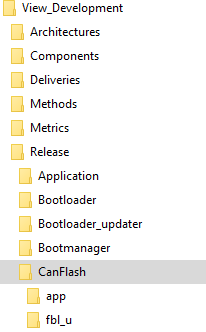 View_Development
Architectures
Components
Deliveries
Methods
Metrics
Release
Application
Bootloader
Bootloader_updater
Bootmanager
CanFlash
app
fbl_u